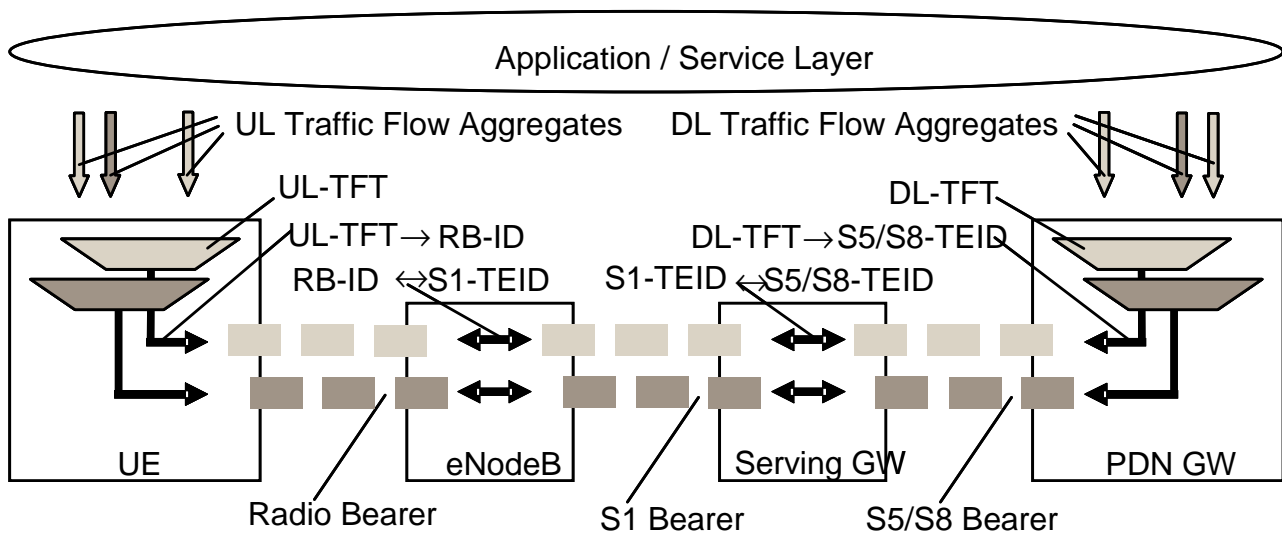 Application / Service Layer
UL Traffic Flow Aggregates
DL Traffic Flow Aggregates
UL-TFT
DL-TFT
UL-TFT → RB-ID
DL-TFT → S5/S8-TEID
RB-ID ↔ S1-TEID
S1-TEID ↔ S5/S8-TEID
UE
eNodeB
Serving GW
PDN GW
Radio Bearer
S1 Bearer
S5/S8 Bearer